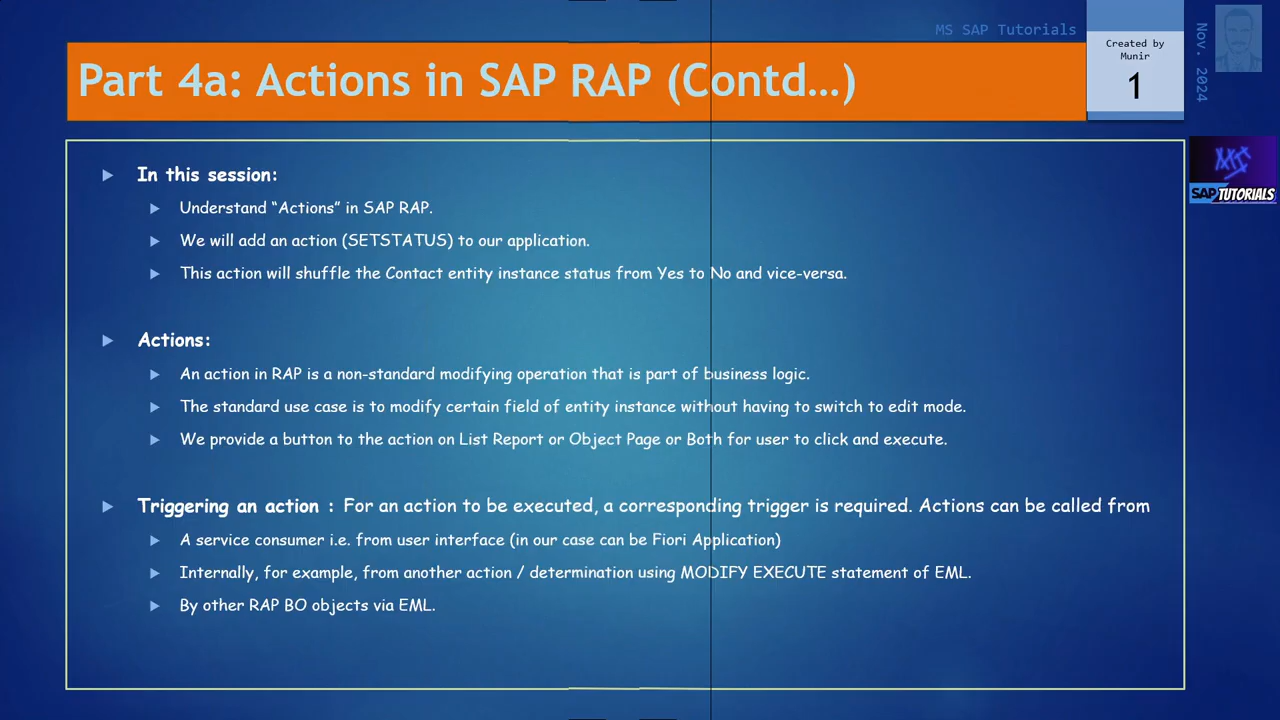 MS SAP Tutorials
Created by
Munir
1
Nov. 2024
Part 4a: Actions in SAP RAP (Contd…)
MS
SAP TUTORIALS
In this session:
Understand “Actions” in SAP RAP.
We will add an action (SETSTATUS) to our application.
This action will shuffle the Contact entity instance status from Yes to No and vice-versa.
Actions:
An action in RAP is a non-standard modifying operation that is part of business logic.
The standard use case is to modify certain field of entity instance without having to switch to edit mode.
We provide a button to the action on List Report or Object Page or Both for user to click and execute.
Triggering an action : For an action to be executed, a corresponding trigger is required. Actions can be called from
A service consumer i.e. from user interface (in our case can be Fiori Application)
Internally, for example, from another action / determination using MODIFY EXECUTE statement of EML.
By other RAP BO objects via EML.